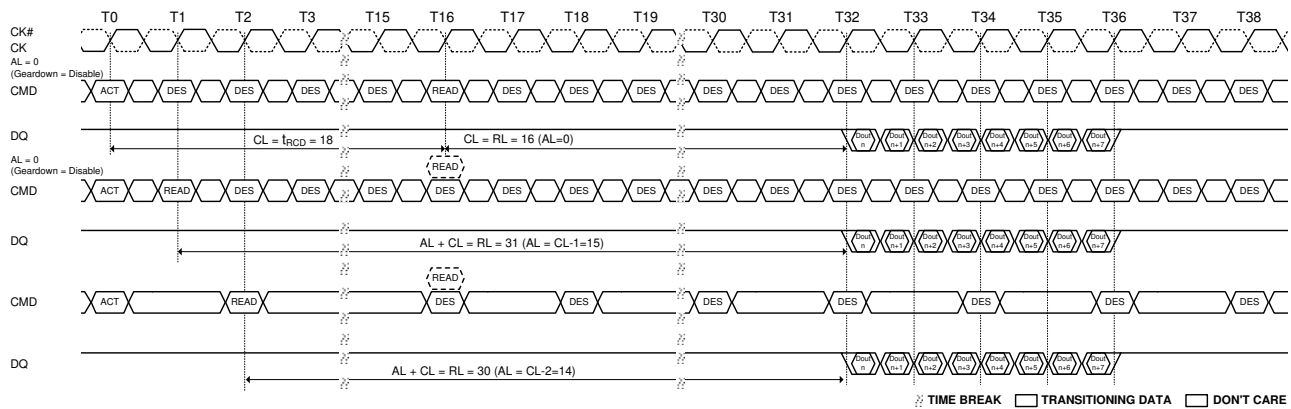 T0 T1 T2 T3 T15 T16 T17 T18 T19 T30 T31 T32 T33 T34 T35 T36 T37 T38
CK#
CK
AL = 0
(Geardown = Disable)
CMD ACT DES DES DES DES READ DES DES DES DES DES DES DES DES DES DES DES DES
DQ CL = tRCD = 18 CL = RL = 16 (AL=0) Dout n Dout n+1 Dout n+2 Dout n+3 Dout n+4 Dout n+5 Dout n+6 Dout n+7
AL = 0
(Geardown = Disable)
READ
CMD ACT READ DES DES DES DES DES DES DES DES DES DES DES DES DES DES DES DES
DQ AL + CL = RL = 31 (AL = CL-1=15) Dout n Dout n+1 Dout n+2 Dout n+3 Dout n+4 Dout n+5 Dout n+6 Dout n+7
READ
CMD ACT READ DES DES DES DES DES DES DES
DQ AL + CL = RL = 30 (AL = CL-2=14) Dout n Dout n+1 Dout n+2 Dout n+3 Dout n+4 Dout n+5 Dout n+6 Dout n+7
TIME BREAK TRANSITIONING DATA DON'T CARE